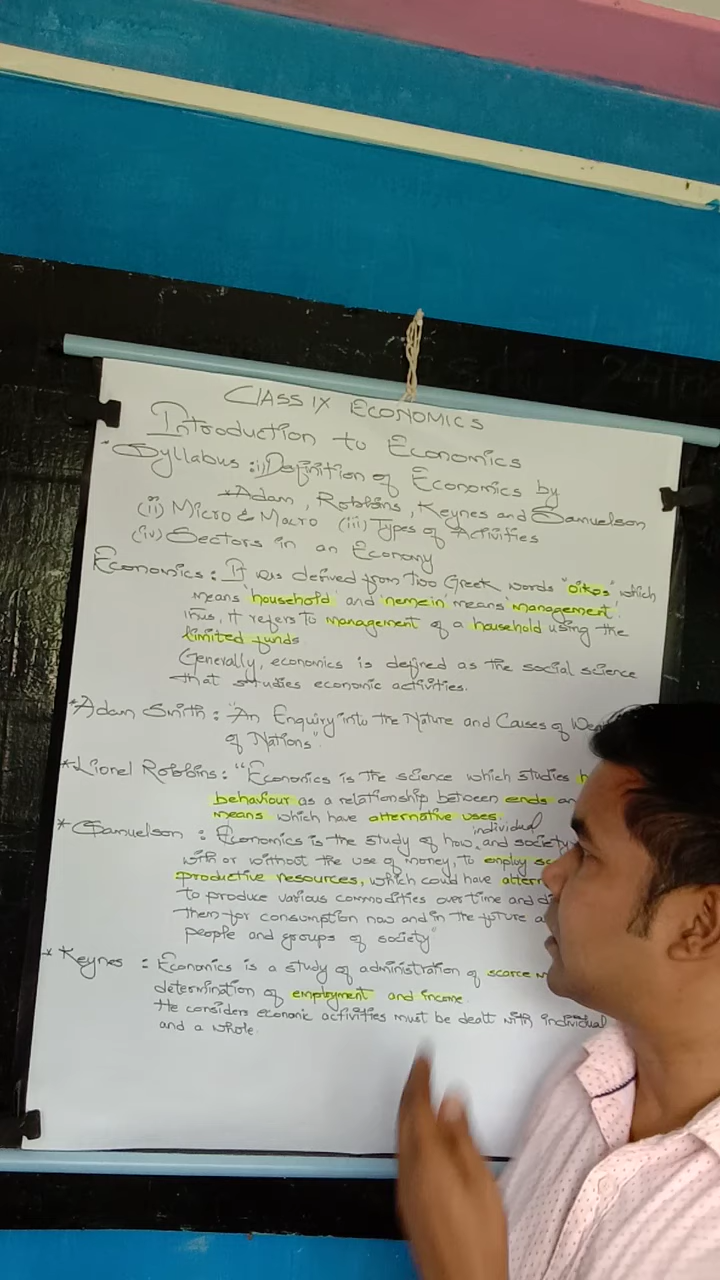 CLASS IX ECONOMICS
Introduction to Economics
Syllabus : i) Definition of Economics by
*Adam, Robbins, Keynes and Samuelson
(ii) Micro & Macro (iii) Types of Activities
(iv) Sectors in an Economy
Economics : It was derived from two Greek words "oikos" which
means 'household' and 'nemein' means 'management'.
Thus, it refers to management of a household using the
limited funds.
Generally, economics is defined as the social science
that studies economic activities.
*Adam Smith : "An Enquiry into the Nature and Causes of
of Nations".
*Lionel Robbins : "Economics is the science which studies
behaviour as a relationship between ends
means which have alternative uses.
individual
*Samuelson : Economics is the study of how and society
with or without the use of money, to employ
productive resources, which could have
to produce various commodities over time and
them for consumption now and in the future
people and groups of society"
*Keynes : Economics is a study of administration of scarce
determination of employment and income.
He considers economic activities must be dealt with individual
and a whole.